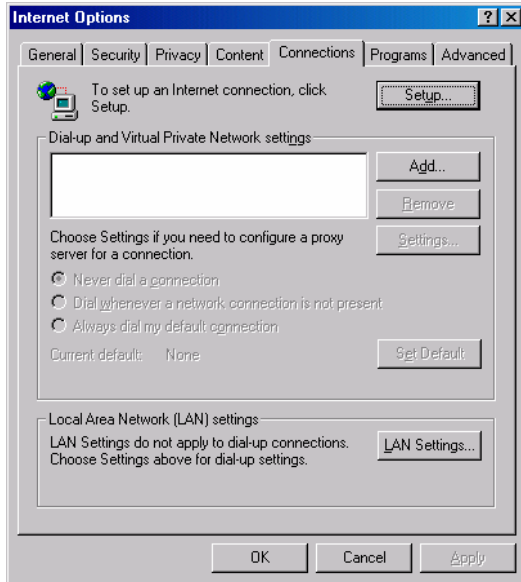 Internet Options
General Security Privacy Content Connections Programs Advanced
To set up an Internet connection, click
Setup.
Setup...
Dial-up and Virtual Private Network settings
Add...
Remove
Choose Settings if you need to configure a proxy
server for a connection.
Settings...
Never dial a connection
Dial whenever a network connection is not present
Always dial my default connection
Current default: None
Set Default
Local Area Network (LAN) settings
LAN Settings do not apply to dial-up connections.
Choose Settings above for dial-up settings.
LAN Settings...
OK Cancel Apply